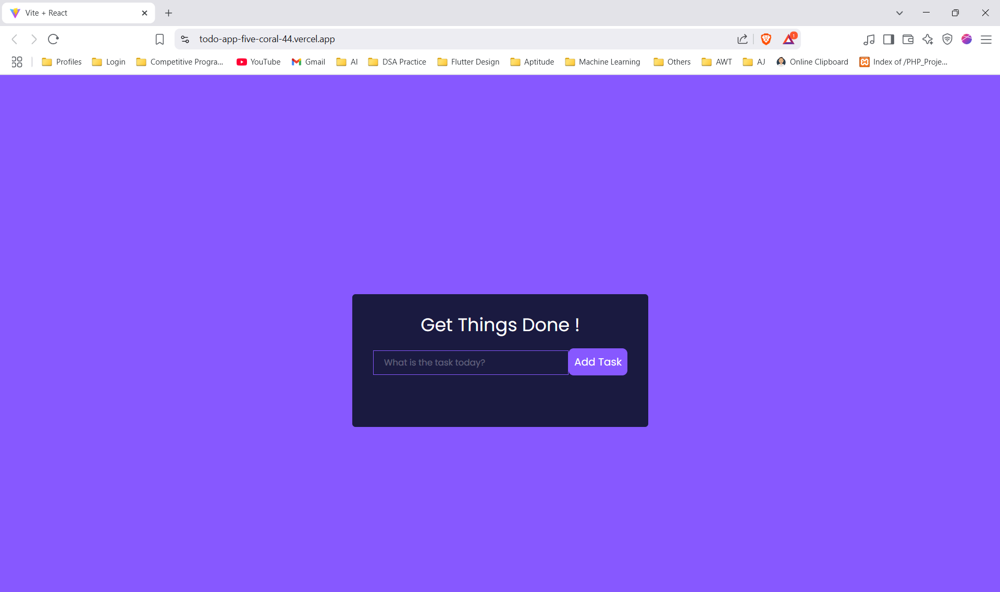 Vite + React
todo-app-five-coral-44.vercel.app
1
Profiles Login Competitive Progra... YouTube Gmail AI DSA Practice Flutter Design Aptitude Machine Learning Others AWT AJ Online Clipboard Index of /PHP_Proje...
Get Things Done !
What is the task today? Add Task